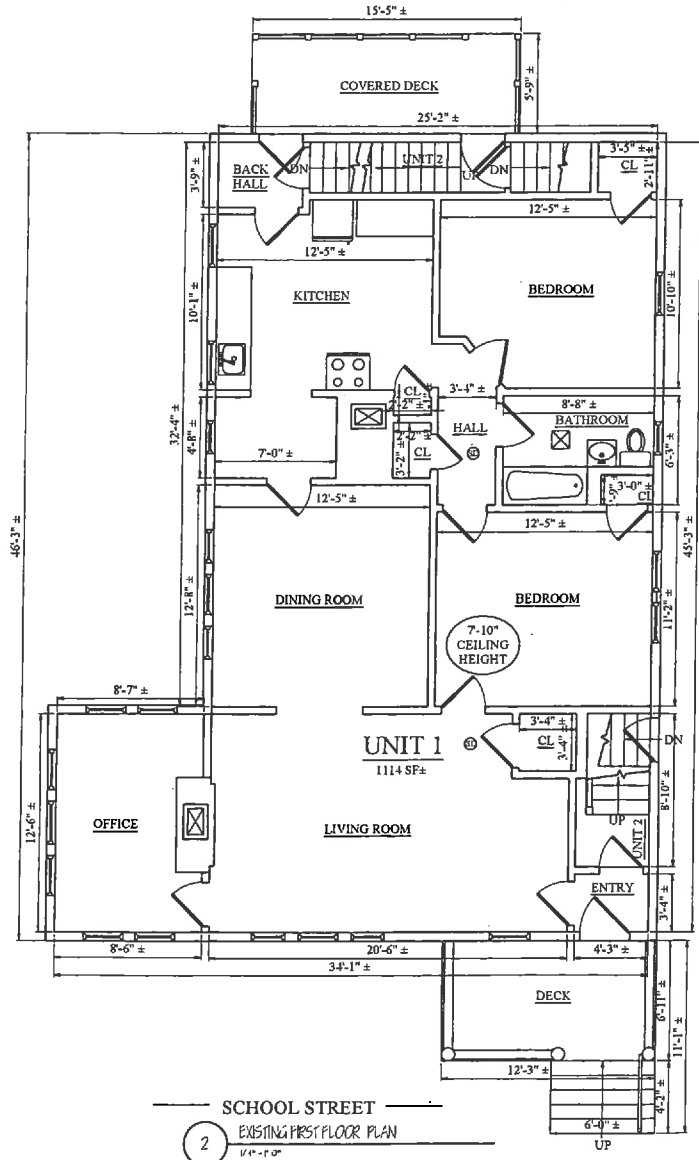 15'-5" ±
COVERED DECK
5'-9" ±
25'-2" ±
3'-9" ±
BACK
HALL
DN
UNIT 2
UP
DN
3'-5" ±
CL
2'-11" ±
12'-5" ±
12'-5" ±
KITCHEN
BEDROOM
10'-1" ±
10'-10" ±
32'-4" ±
4'-8" ±
CL
2'-2" ±
3'-4" ±
8'-8" ±
HALL
BATHROOM
6'-3" ±
7'-0" ±
2'-2" ±
3'-2" ±
CL
3'-0" ±
CL
12'-5" ±
12'-5" ±
46'-3" ±
45'-3" ±
12'-8" ±
DINING ROOM
BEDROOM
11'-2" ±
7'-10"
CEILING
HEIGHT
8'-7" ±
UNIT 1
1114 SF±
3'-4" ±
CL
3'-4" ±
DN
8'-10" ±
12'-6" ±
OFFICE
LIVING ROOM
UP
UNIT 2
ENTRY
3'-4" ±
8'-6" ±
20'-6" ±
4'-3" ±
34'-1" ±
DECK
6'-11" ±
11'-1" ±
12'-3" ±
4'-2" ±
6'-0" ±
UP
SCHOOL STREET
2
EXISTING FIRST FLOOR PLAN